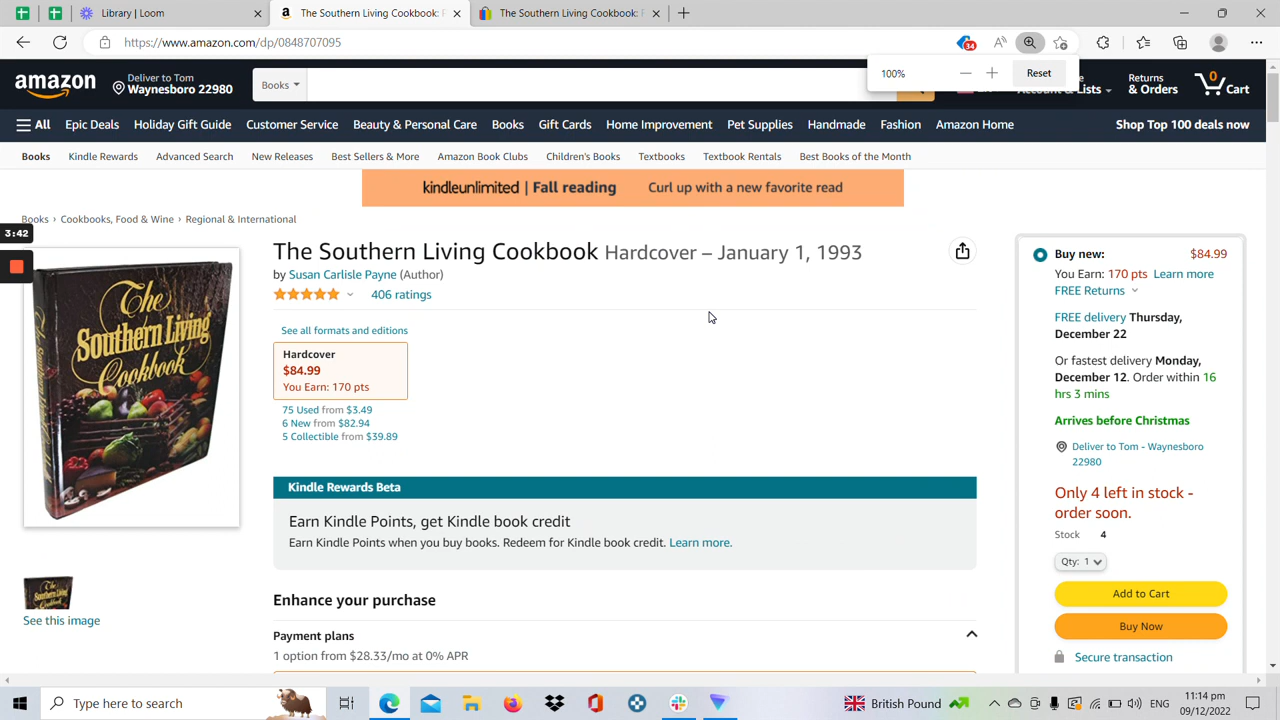 Library | Loom
The Southern Living Cookbook: (
The Southern Living Cookbook: F
https://www.amazon.com/dp/0848707095
34
100%
Reset
amazon
Deliver to Tom
Waynesboro 22980
Books
Account & Lists
Returns
& Orders
0
Cart
All
Epic Deals
Holiday Gift Guide
Customer Service
Beauty & Personal Care
Books
Gift Cards
Home Improvement
Pet Supplies
Handmade
Fashion
Amazon Home
Shop Top 100 deals now
Books
Kindle Rewards
Advanced Search
New Releases
Best Sellers & More
Amazon Book Clubs
Children's Books
Textbooks
Textbook Rentals
Best Books of the Month
kindleunlimited | Fall reading Curl up with a new favorite read
Books › Cookbooks, Food & Wine › Regional & International
3:42
The
Southern Living
Cookbook
The Southern Living Cookbook Hardcover – January 1, 1993
by Susan Carlisle Payne (Author)
406 ratings
See all formats and editions
Hardcover
$84.99
You Earn: 170 pts
75 Used from $3.49
6 New from $82.94
5 Collectible from $39.89
Kindle Rewards Beta
Earn Kindle Points, get Kindle book credit
Earn Kindle Points when you buy books. Redeem for Kindle book credit. Learn more.
See this image
Enhance your purchase
Payment plans
1 option from $28.33/mo at 0% APR
Buy new: $84.99
You Earn: 170 pts Learn more
FREE Returns
FREE delivery Thursday,
December 22
Or fastest delivery Monday,
December 12. Order within 16
hrs 3 mins
Arrives before Christmas
Deliver to Tom - Waynesboro
22980
Only 4 left in stock -
order soon.
Stock 4
Qty: 1
Add to Cart
Buy Now
Secure transaction
Type here to search
British Pound
ENG
11:14 pm
09/12/2022